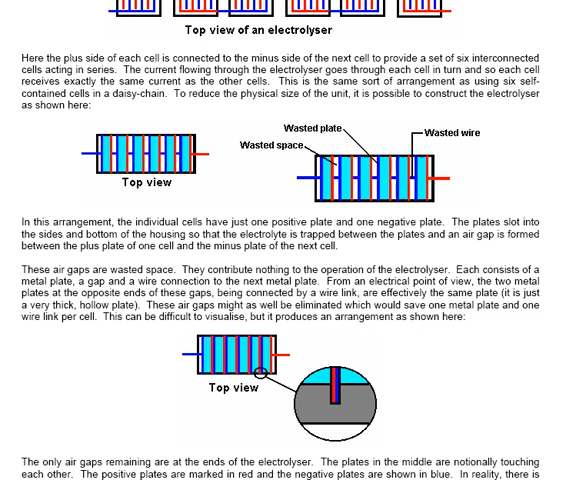 Top view of an electrolyser
Here the plus side of each cell is connected to the minus side of the next cell to provide a set of six interconnected
cells acting in series.  The current flowing through the electrolyser goes through each cell in turn and so each cell
receives exactly the same current as the other cells.  This is the same sort of arrangement as using six self-
contained cells in a daisy-chain.  To reduce the physical size of the unit, it is possible to construct the electrolyser
as shown here:
Wasted plate
Wasted wire
Wasted space
Top view
In this arrangement, the individual cells have just one positive plate and one negative plate.  The plates slot into
the sides and bottom of the housing so that the electrolyte is trapped between the plates and an air gap is formed
between the plus plate of one cell and the minus plate of the next cell.
These air gaps are wasted space.  They contribute nothing to the operation of the electrolyser.  Each consists of a
metal plate, a gap and a wire connection to the next metal plate.  From an electrical point of view, the two metal
plates at the opposite ends of these gaps, being connected by a wire link, are effectively the same plate (it is just
a very thick, hollow plate).  These air gaps might as well be eliminated which would save one metal plate and one
wire link per cell.  This can be difficult to visualise, but it produces an arrangement as shown here:
Top view
The only air gaps remaining are at the ends of the electrolyser.  The plates in the middle are notionally touching
each other.  The positive plates are marked in red and the negative plates are shown in blue.  In reality, there is